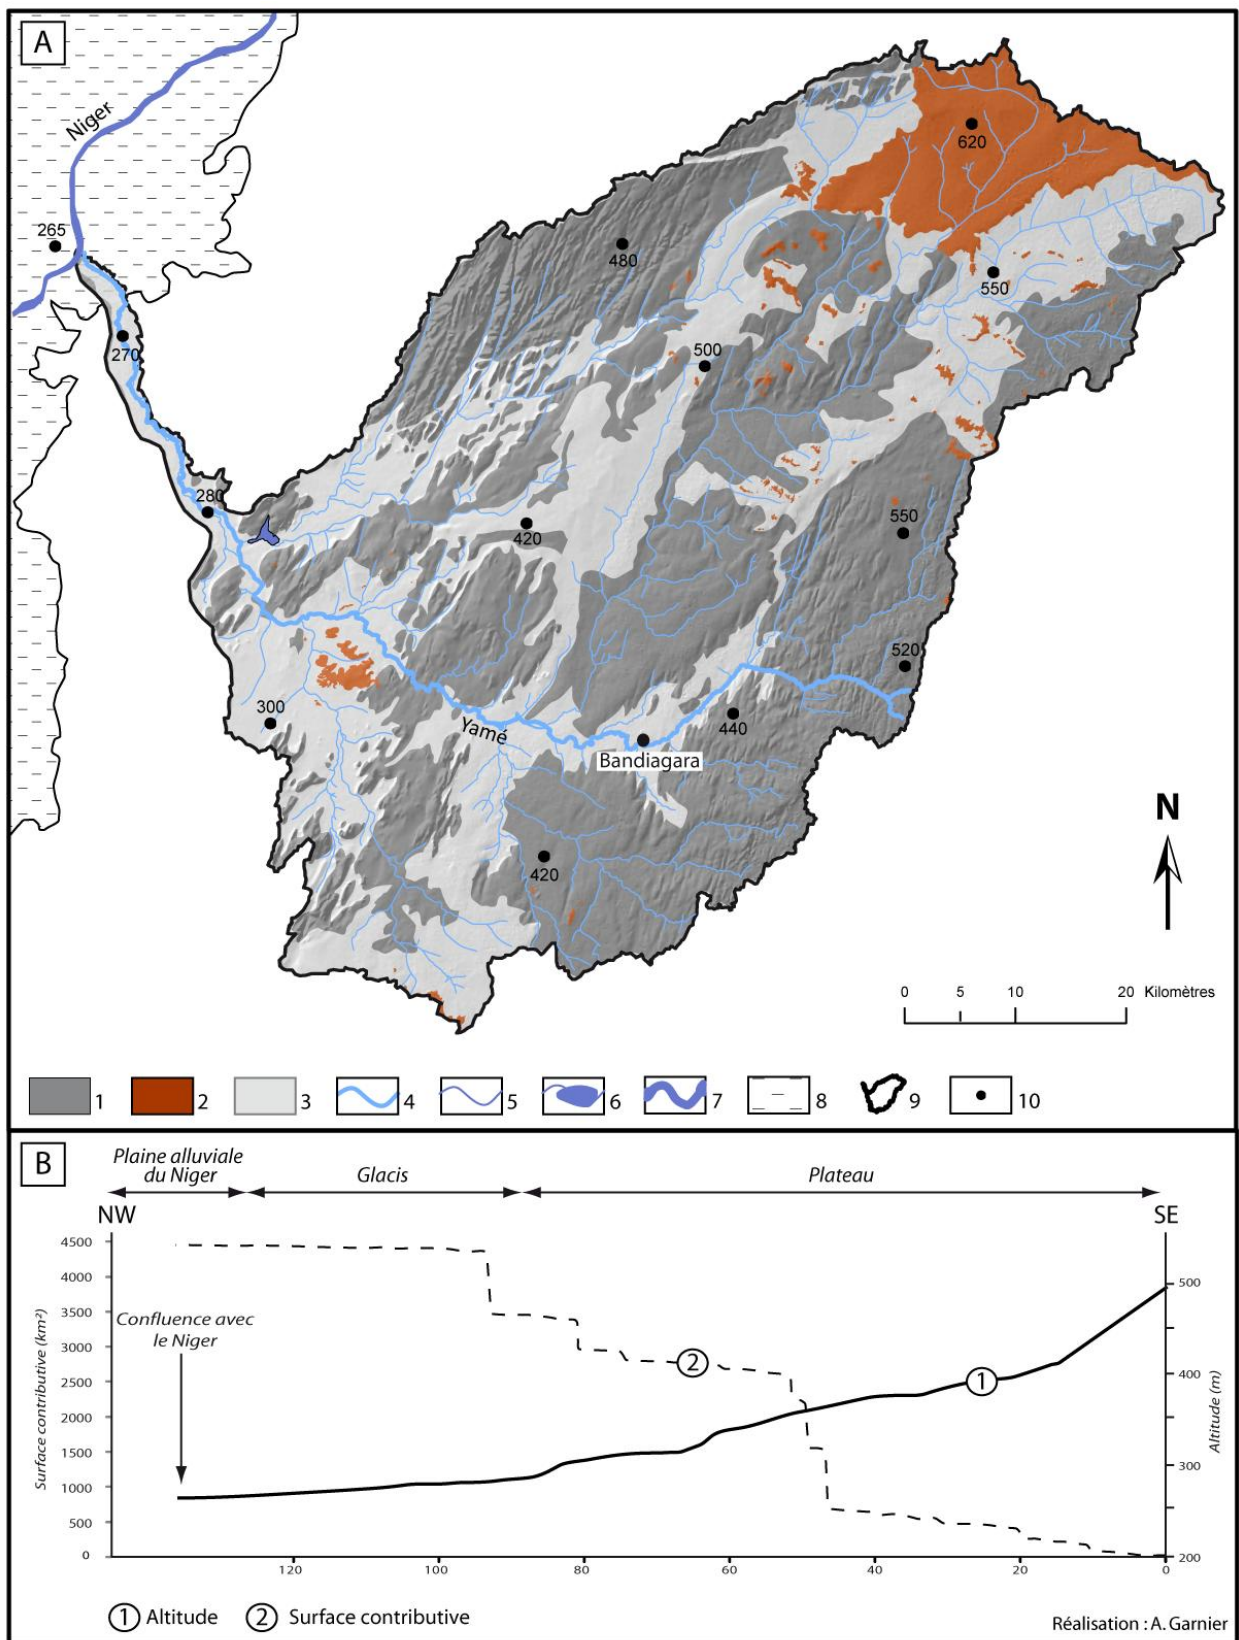 A
Niger
620
265
480
550
270
500
280
420
550
520
300
Yamé
440
Bandiagara
420
N
0 5 10 20 Kilomètres
1 2 3 4 5 6 7 8 9 10
B
Plaine alluviale
du Niger
Glacis
Plateau
NW
SE
4500
4000
3500
3000
2500
2000
1500
1000
500
0
Surface contributive (km²)
Confluence avec
le Niger
2
1
500
400
300
200
Altitude (m)
120 100 80 60 40 20 0
1 Altitude 2 Surface contributive
Réalisation : A. Garnier